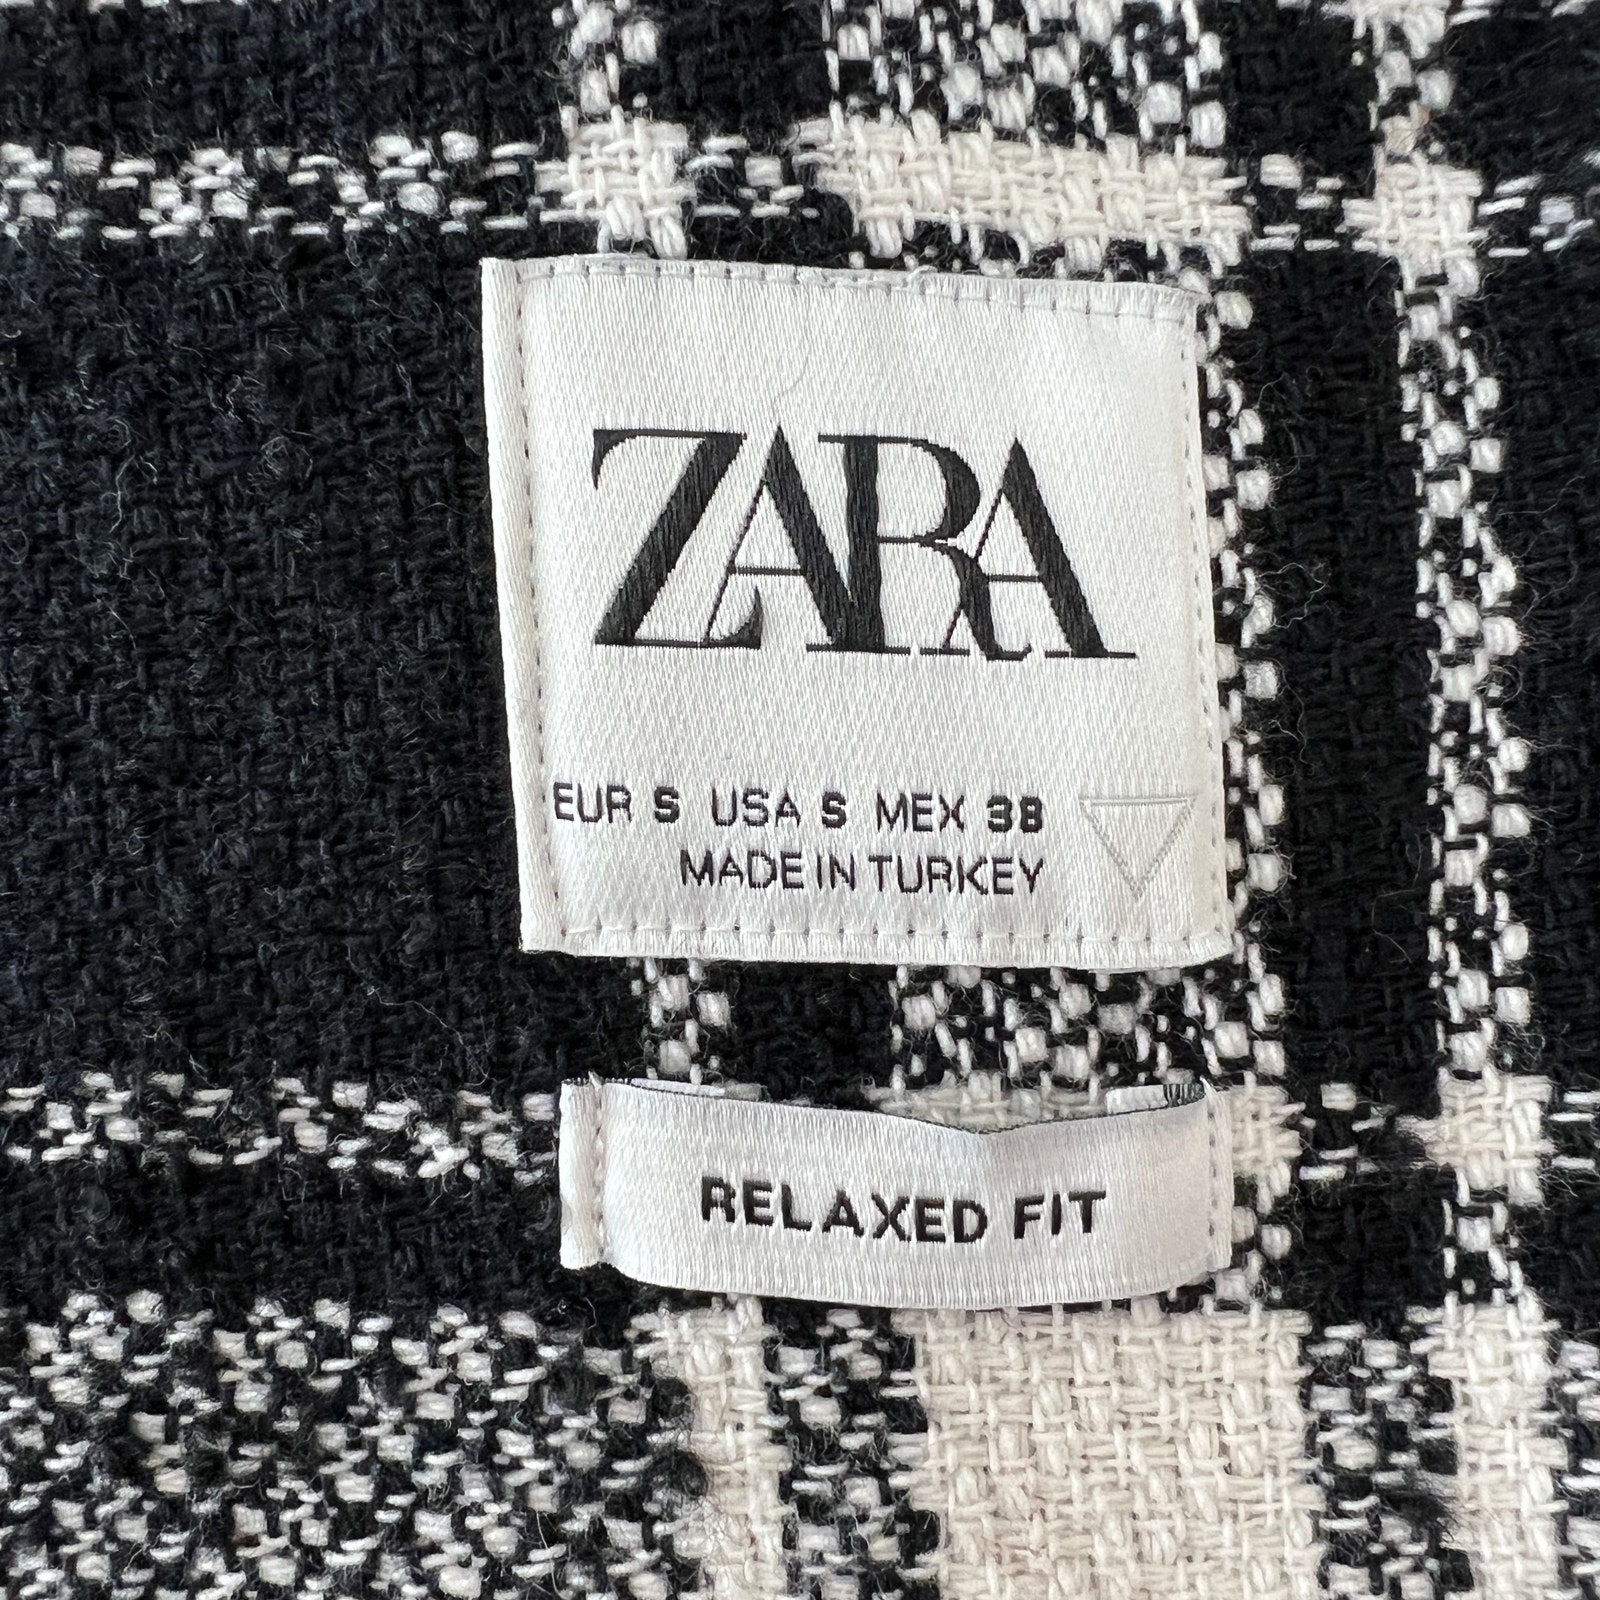 ZARA
EUR S USA S MEX 38
MADE IN TURKEY
RELAXED FIT